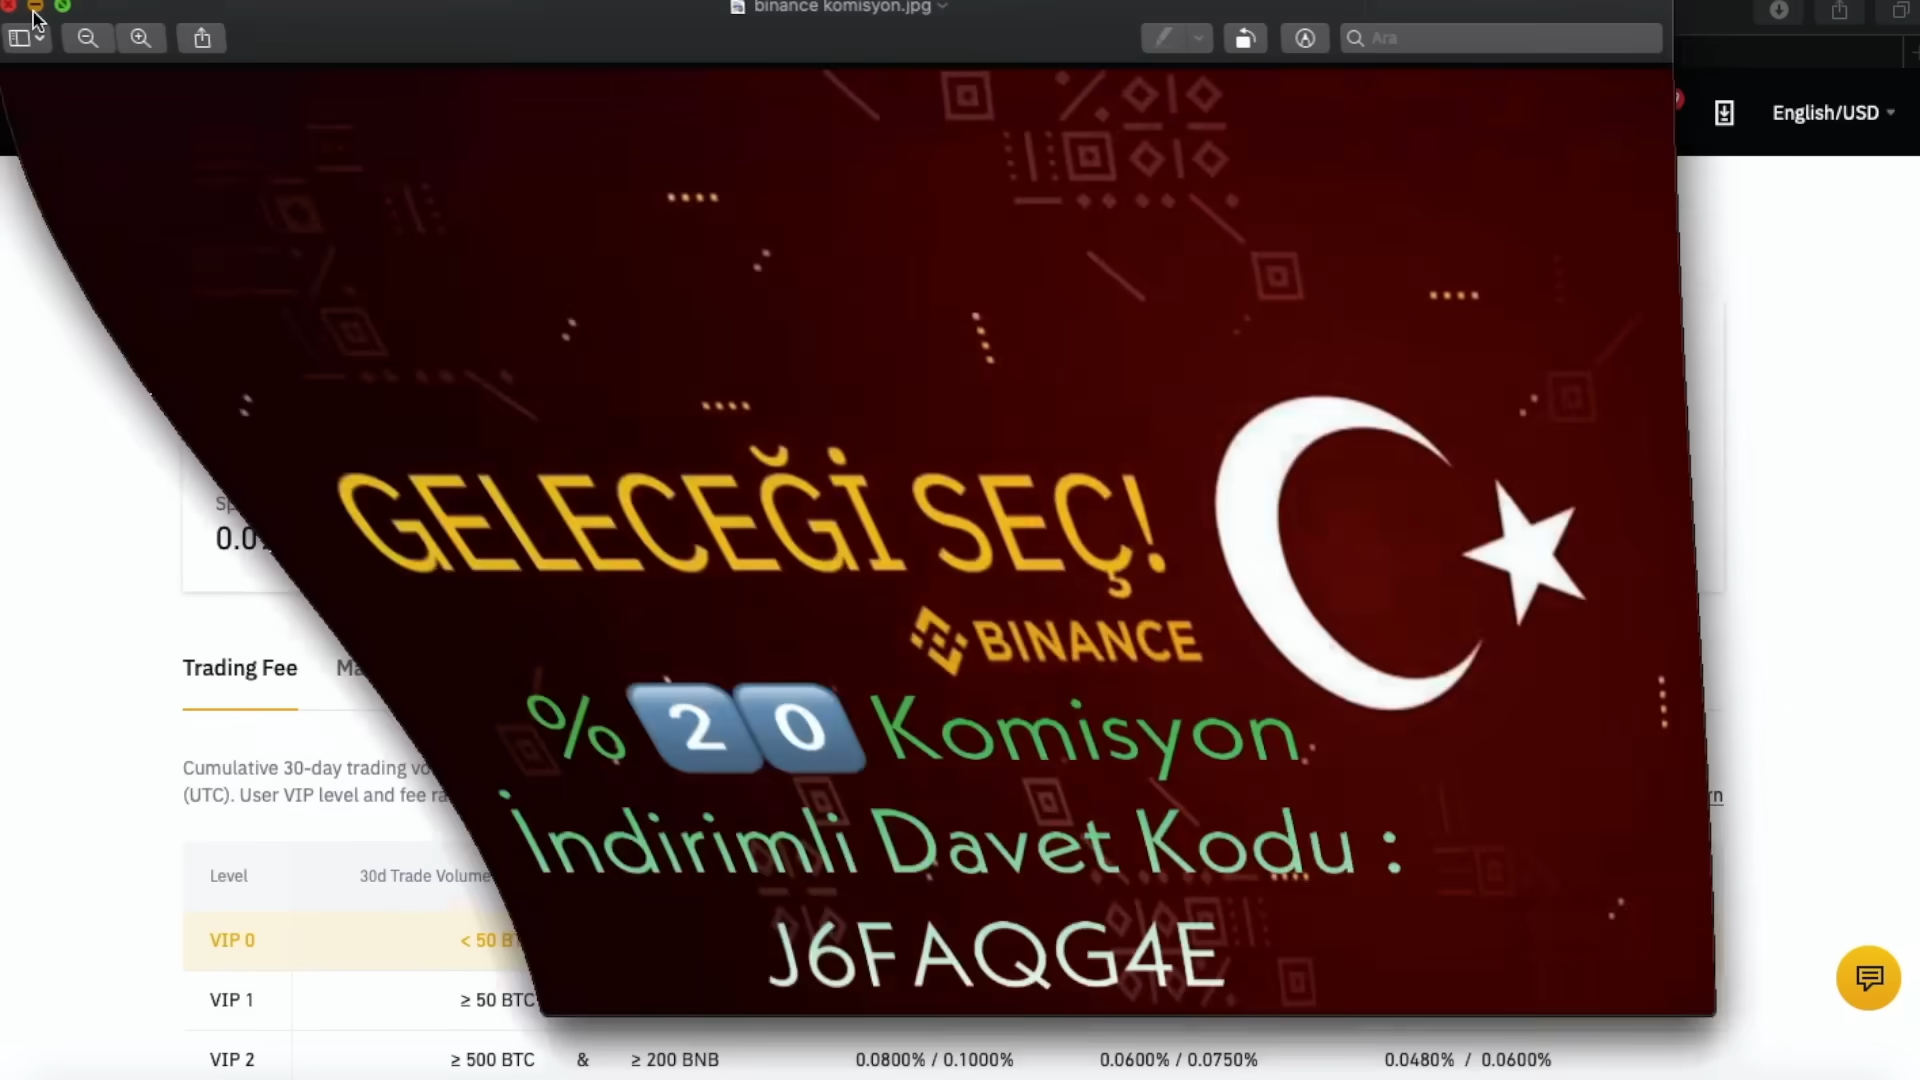 binance komisyon.jpg
Ara
English/USD
GELECEĞİ SEÇ!
BINANCE
% 20 Komisyon
İndirimli Davet Kodu :
J6FAQG4E
Trading Fee
Cumulative 30-day trading
(UTC). User VIP level and fee
Level 30d Trade Volume
VIP 0 < 50
VIP 1 ≥ 50 BTC
VIP 2 ≥ 500 BTC & ≥ 200 BNB 0.0800% / 0.1000% 0.0600% / 0.0750% 0.0480% / 0.0600%